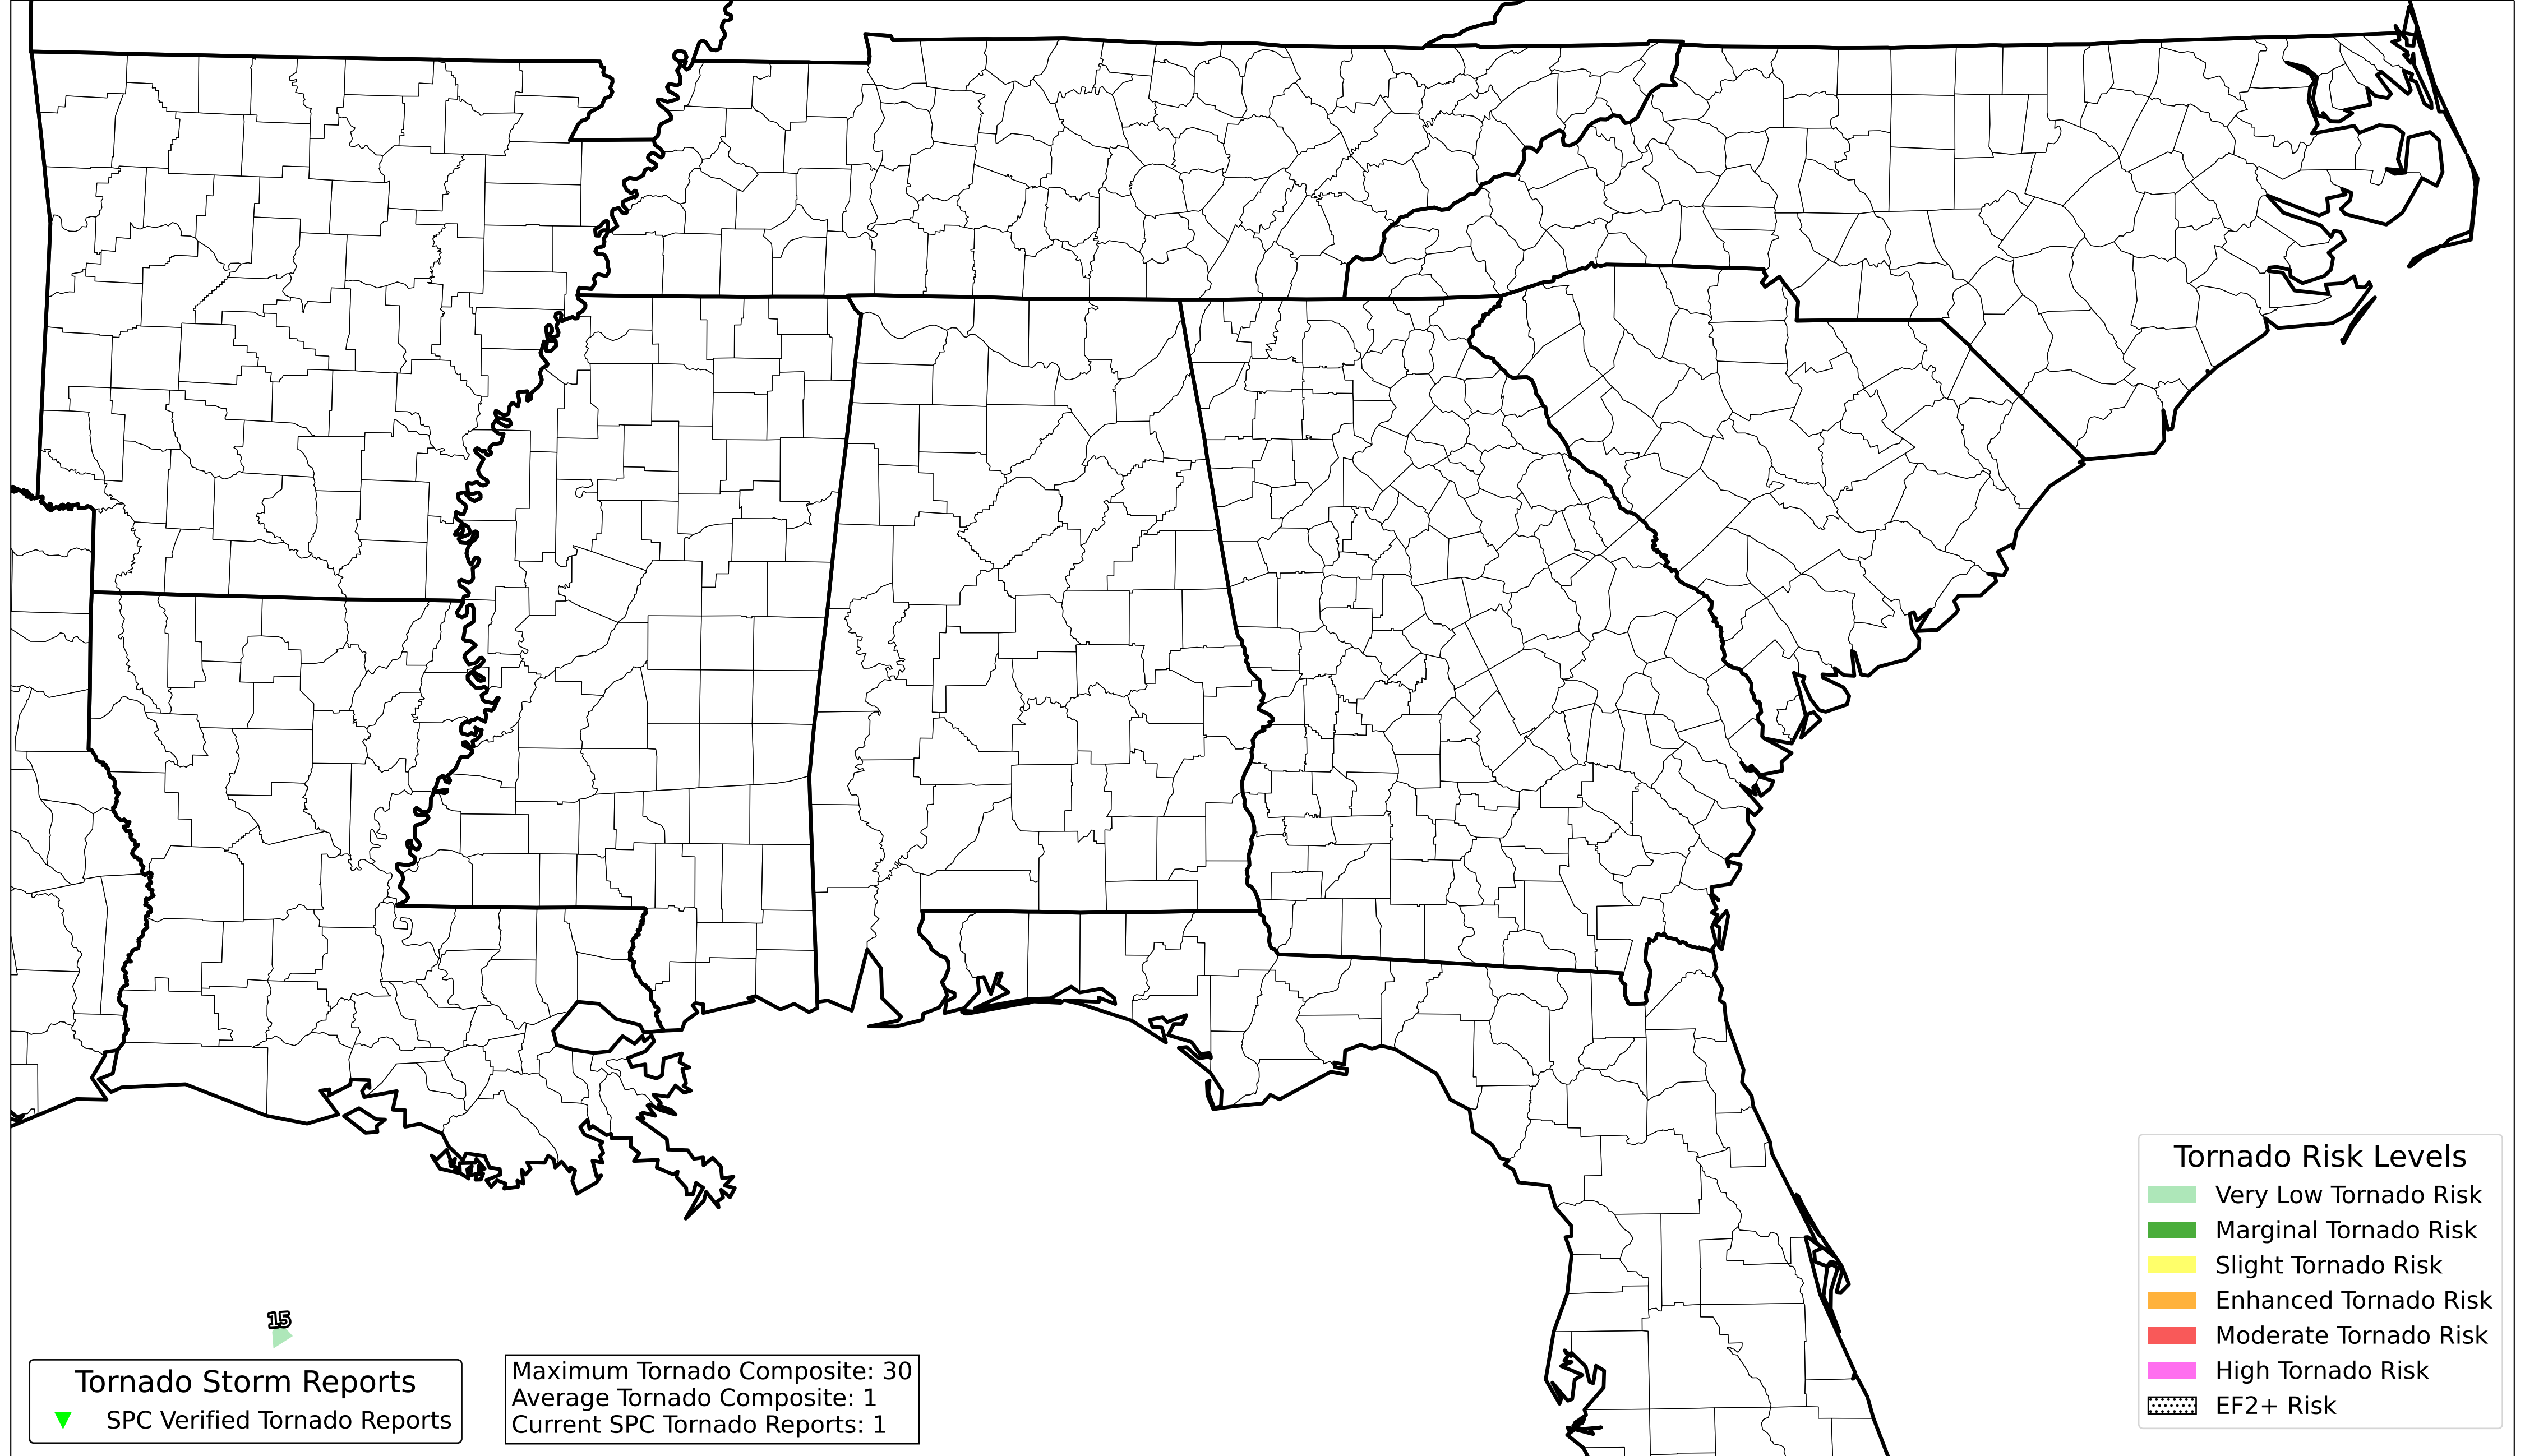 15
Tornado Storm Reports
SPC Verified Tornado Reports
Maximum Tornado Composite: 30
Average Tornado Composite: 1
Current SPC Tornado Reports: 1
Tornado Risk Levels
Very Low Tornado Risk
Marginal Tornado Risk
Slight Tornado Risk
Enhanced Tornado Risk
Moderate Tornado Risk
High Tornado Risk
EF2+ Risk